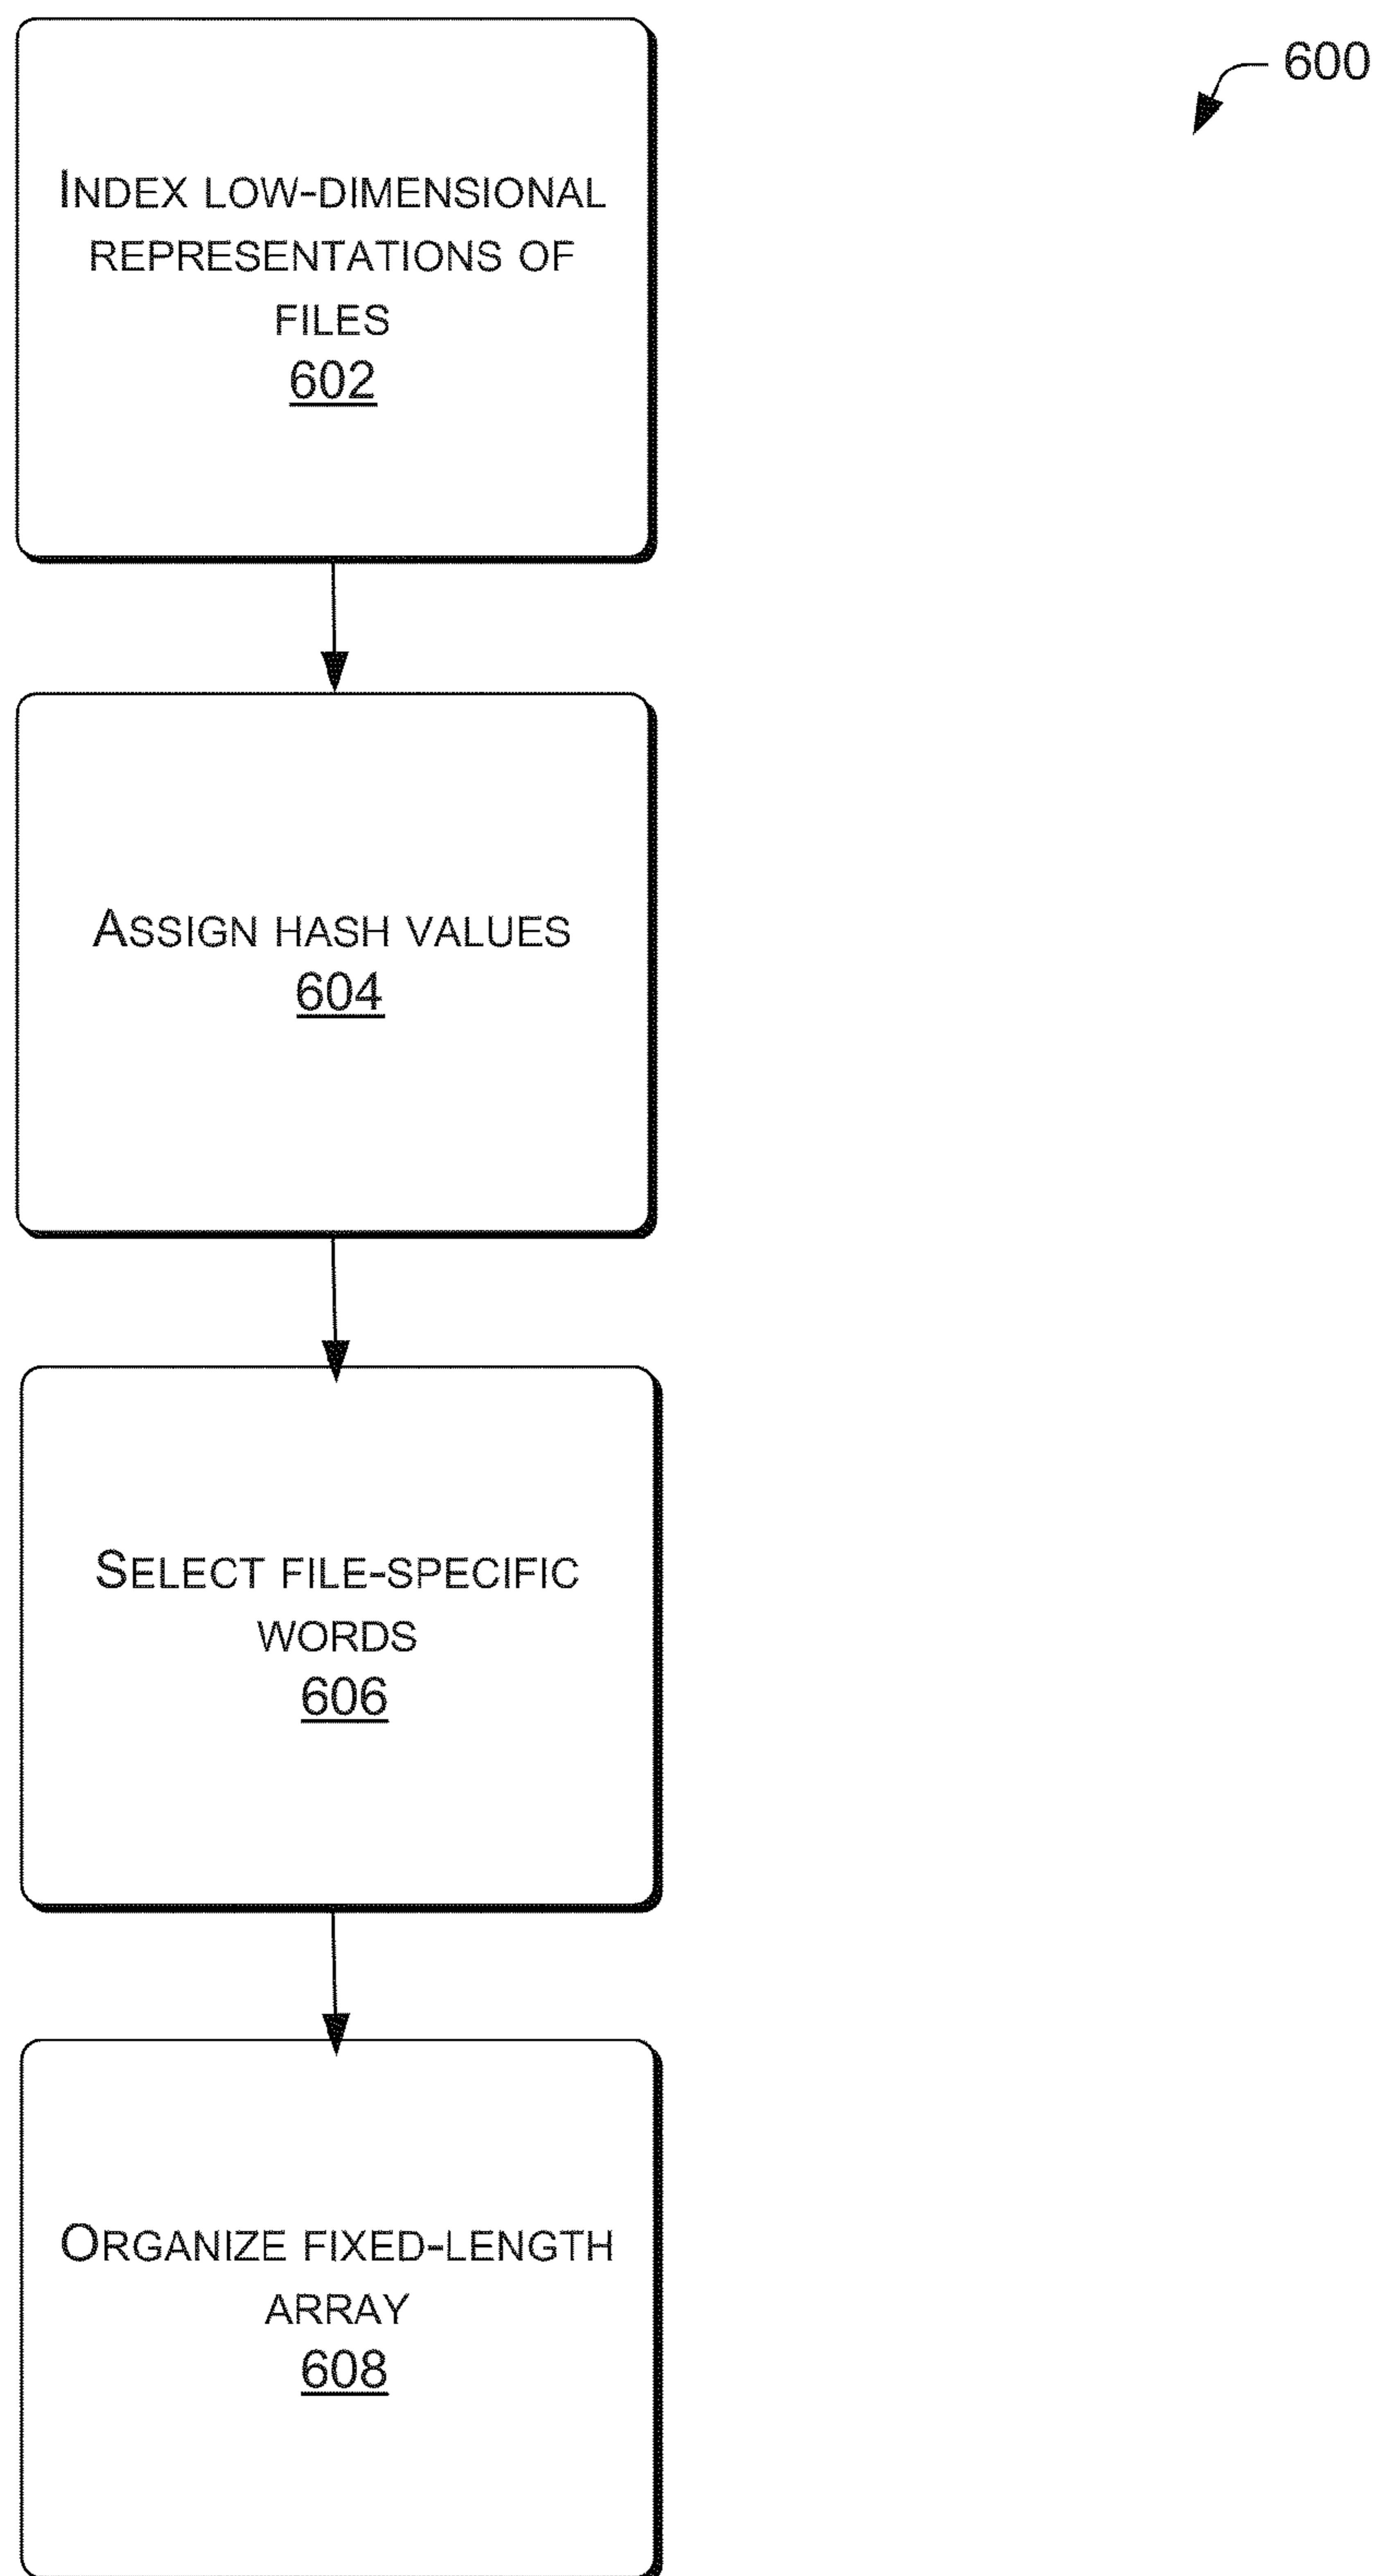 600
INDEX LOW-DIMENSIONAL
REPRESENTATIONS OF
FILES
602
ASSIGN HASH VALUES
604
SELECT FILE-SPECIFIC
WORDS
606
ORGANIZE FIXED-LENGTH
ARRAY
608